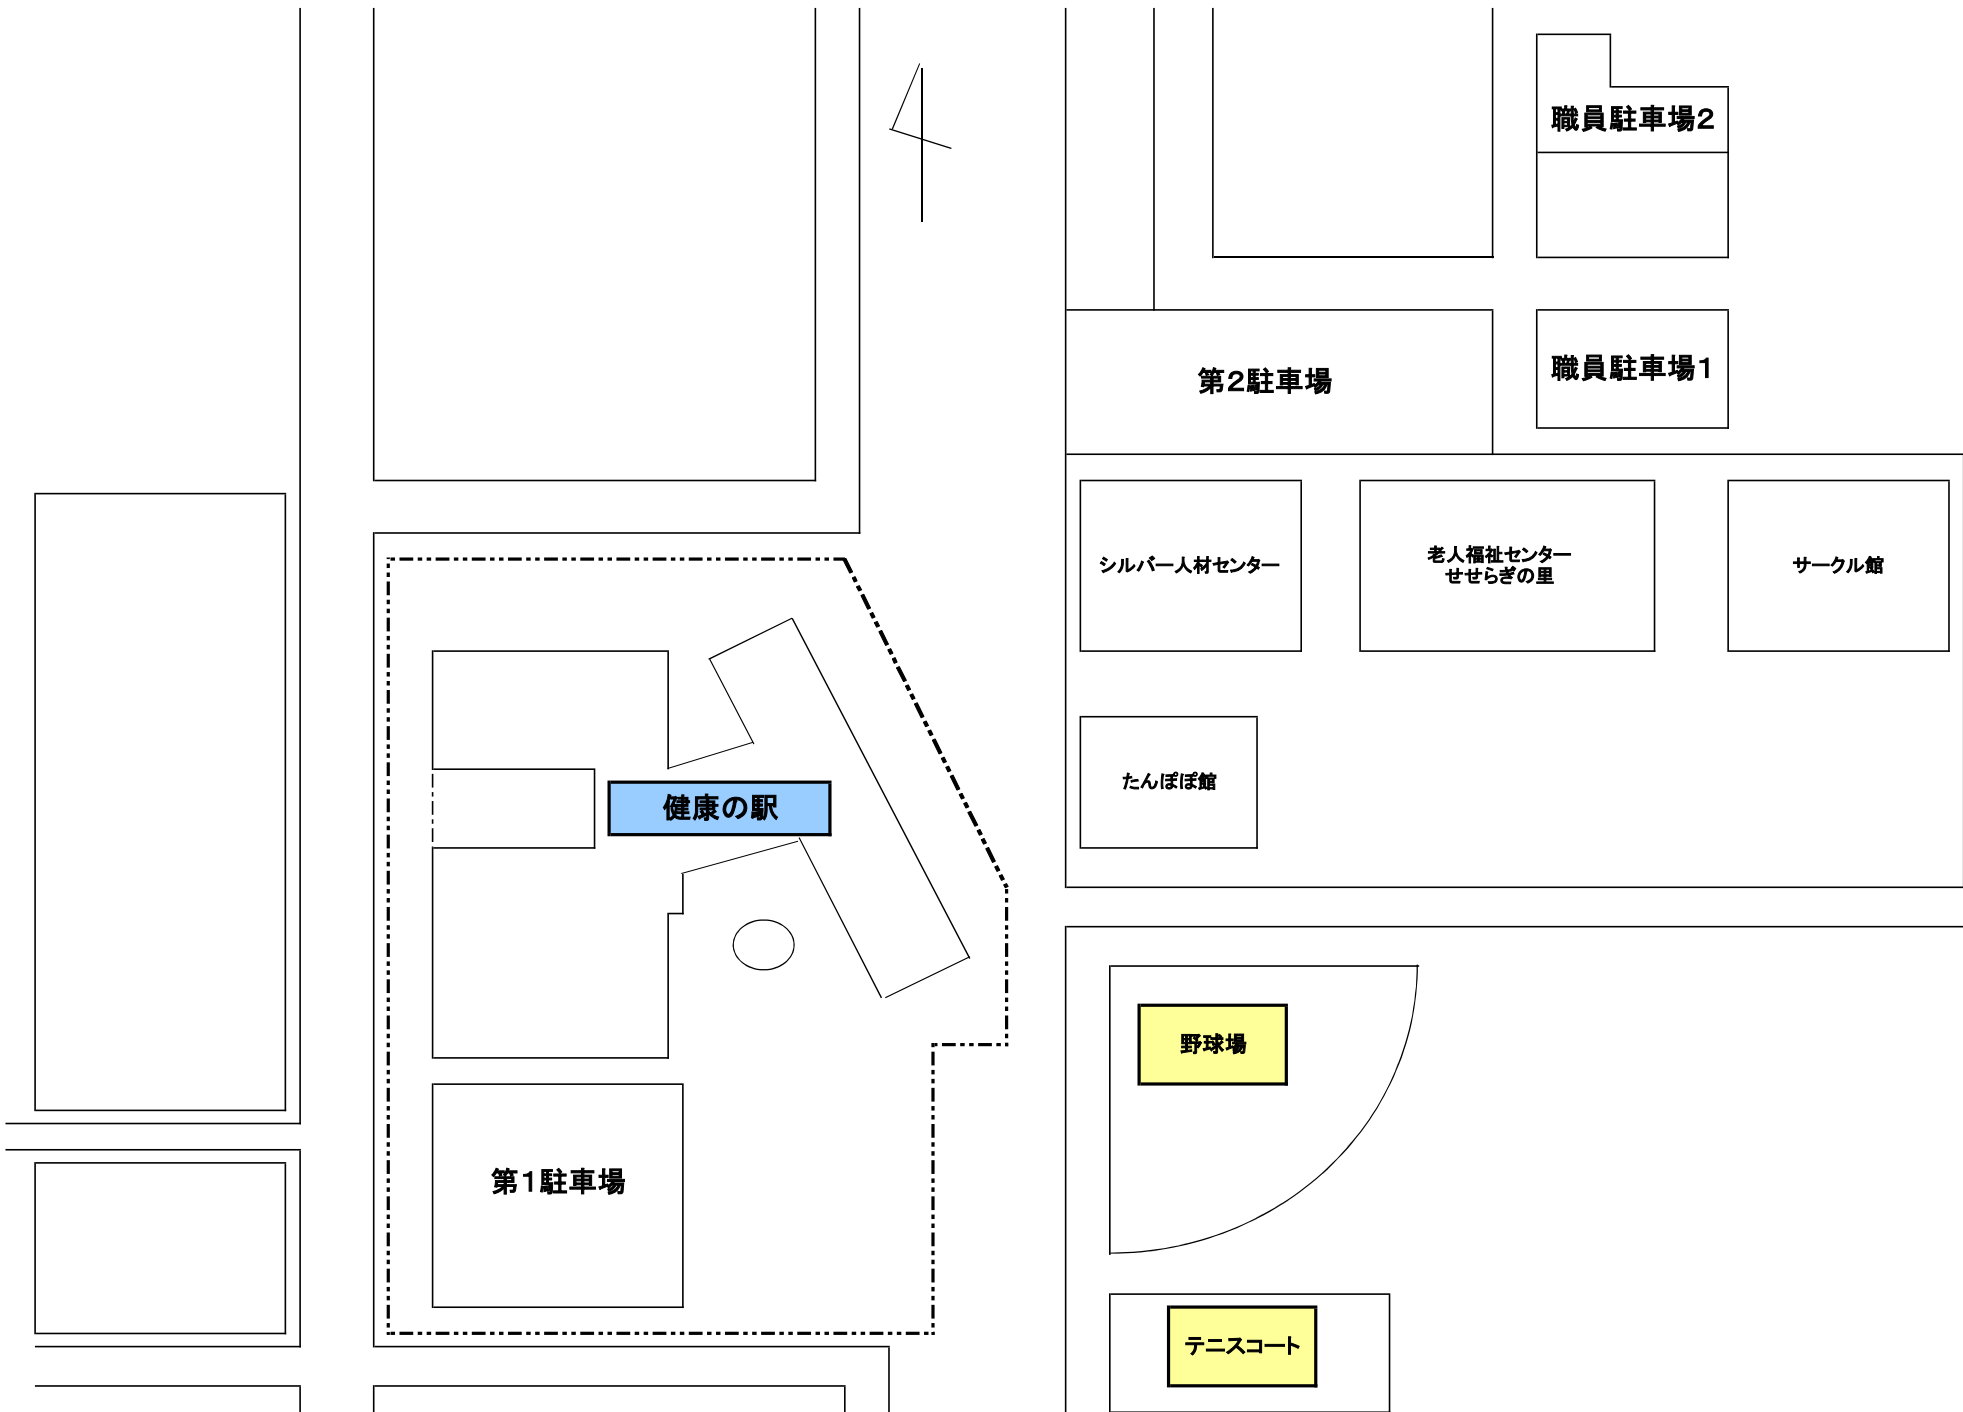 職員駐車場2
職員駐車場1
第2駐車場
シルバー人材センター
老人福祉センター
せせらぎの里
サークル館
たんぽぽ館
健康の駅
野球場
第1駐車場
テニスコート